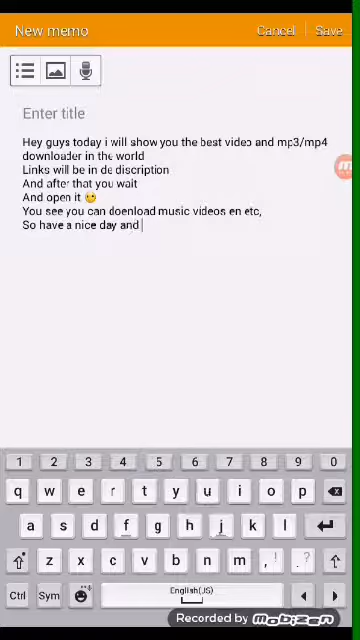 New memo
Cancel
Save
Enter title
Hey guys today i will show you the best video and mp3/mp4
downloader in the world
Links will be in de discription
And after that you wait
And open it
You see you can doenload music videos en etc,
So have a nice day and
1 2 3 4 5 6 7 8 9 0
q w e r t y u i o p
a s d f g h j k l
z x c v b n m , ! . ?
Ctrl Sym English(US)
Recorded by mobizen